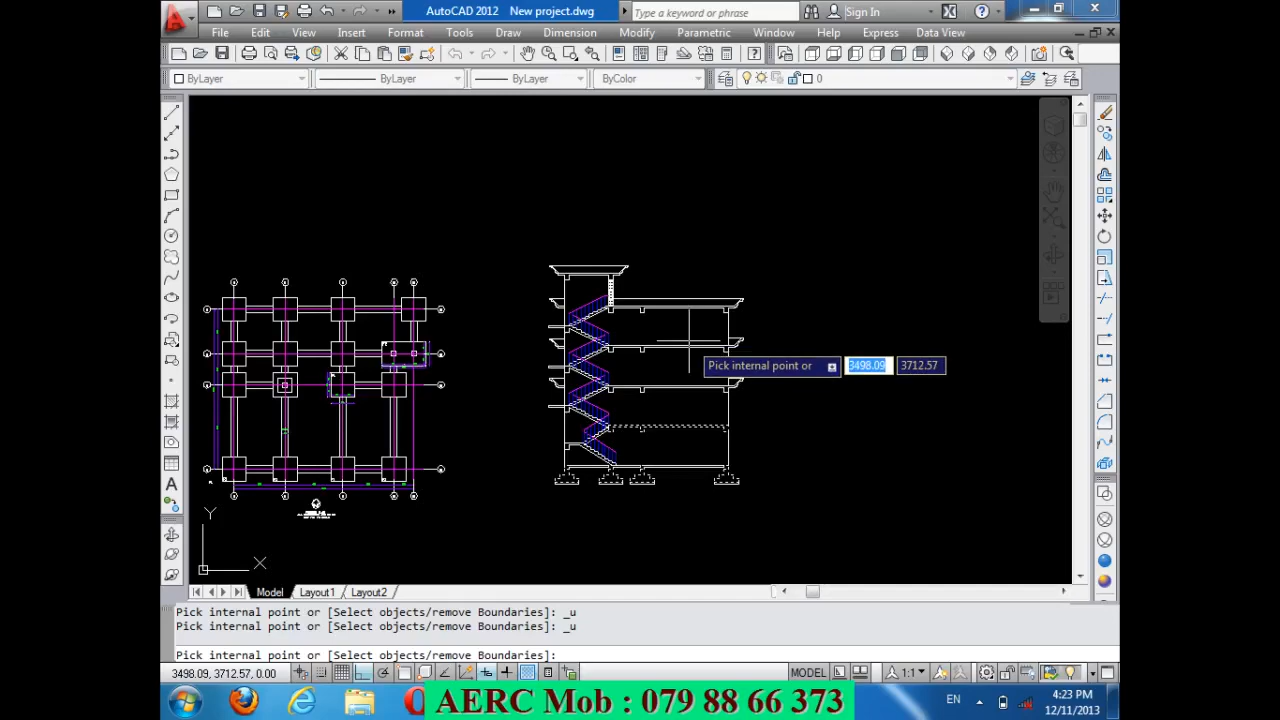 AutoCAD 2012 New project.dwg
Type a keyword or phrase
Sign In
File Edit View Insert Format Tools Draw Dimension Modify Parametric Window Help Express Data View
ByLayer ByLayer ByLayer ByColor 0
Pick internal point or 3498.09 3712.57
Y
X
Model Layout1 Layout2
Pick internal point or [Select objects/remove Boundaries]: _u
Pick internal point or [Select objects/remove Boundaries]: _u
Pick internal point or [Select objects/remove Boundaries]:
3498.09, 3712.57, 0.00 MODEL 1:1
AERC Mob : 079 88 66 373
EN
4:23 PM
12/11/2013